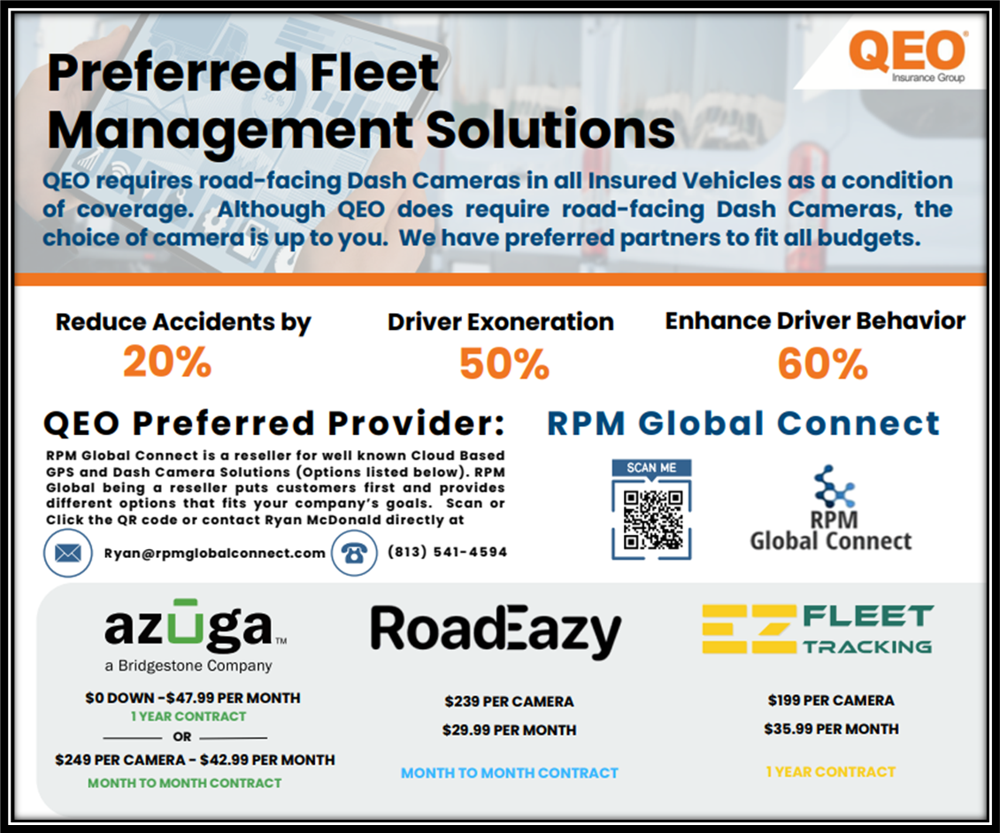 QEO
Insurance Group
Preferred Fleet
Management Solutions
QEO requires road-facing Dash Cameras in all Insured Vehicles as a condition
of coverage. Although QEO does require road-facing Dash Cameras, the
choice of camera is up to you. We have preferred partners to fit all budgets.
Reduce Accidents by
20%
Driver Exoneration
50%
Enhance Driver Behavior
60%
QEO Preferred Provider:
RPM Global Connect
RPM Global Connect is a reseller for well known Cloud Based
GPS and Dash Camera Solutions (Options listed below). RPM
Global being a reseller puts customers first and provides
different options that fits your company's goals. Scan or
Click the QR code or contact Ryan McDonald directly at
Ryan@rpmglobalconnect.com
(813) 541-4594
SCAN ME
RPM
Global Connect
azūga™
a Bridgestone Company
$0 DOWN -$47.99 PER MONTH
1 YEAR CONTRACT
OR
$249 PER CAMERA - $42.99 PER MONTH
MONTH TO MONTH CONTRACT
RoadEazy
$239 PER CAMERA
$29.99 PER MONTH
MONTH TO MONTH CONTRACT
EZ FLEET
TRACKING
$199 PER CAMERA
$35.99 PER MONTH
1 YEAR CONTRACT